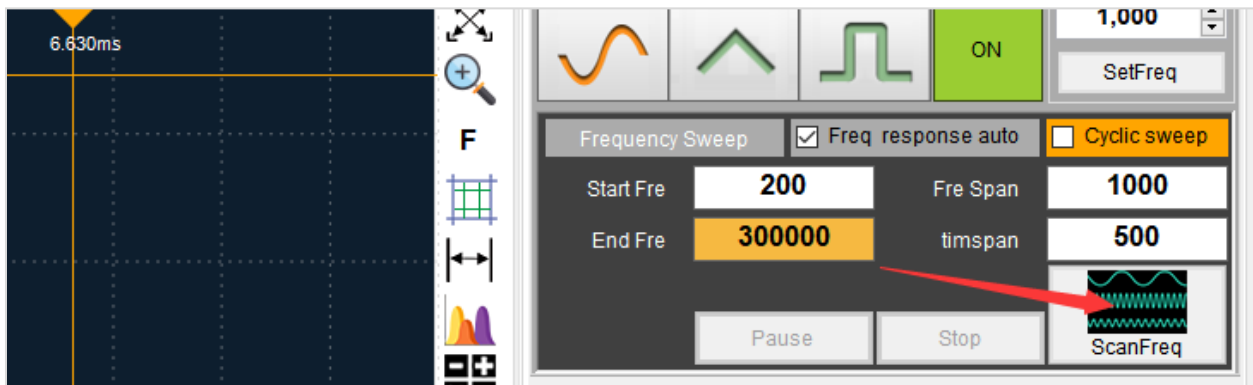 6.630ms
F
1,000
ON
SetFreq
Frequency Sweep
Freq response auto
Cyclic sweep
Start Fre
200
Fre Span
1000
End Fre
300000
timspan
500
Pause
Stop
ScanFreq